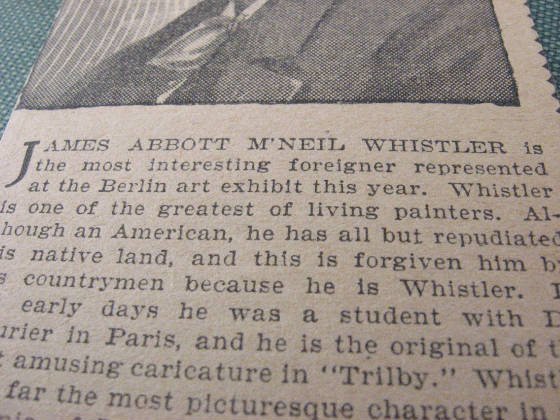 JAMES ABBOTT M'NEIL WHISTLER is
the most interesting foreigner represented
at the Berlin art exhibit this year. Whistler
is one of the greatest of living painters. Al-
hough an American, he has all but repudiated
is native land, and this is forgiven him b
s countrymen because he is Whistler. I
early days he was a student with D
urier in Paris, and he is the original of t
t amusing caricature in "Trilby." Whist
far the most picturesque character in